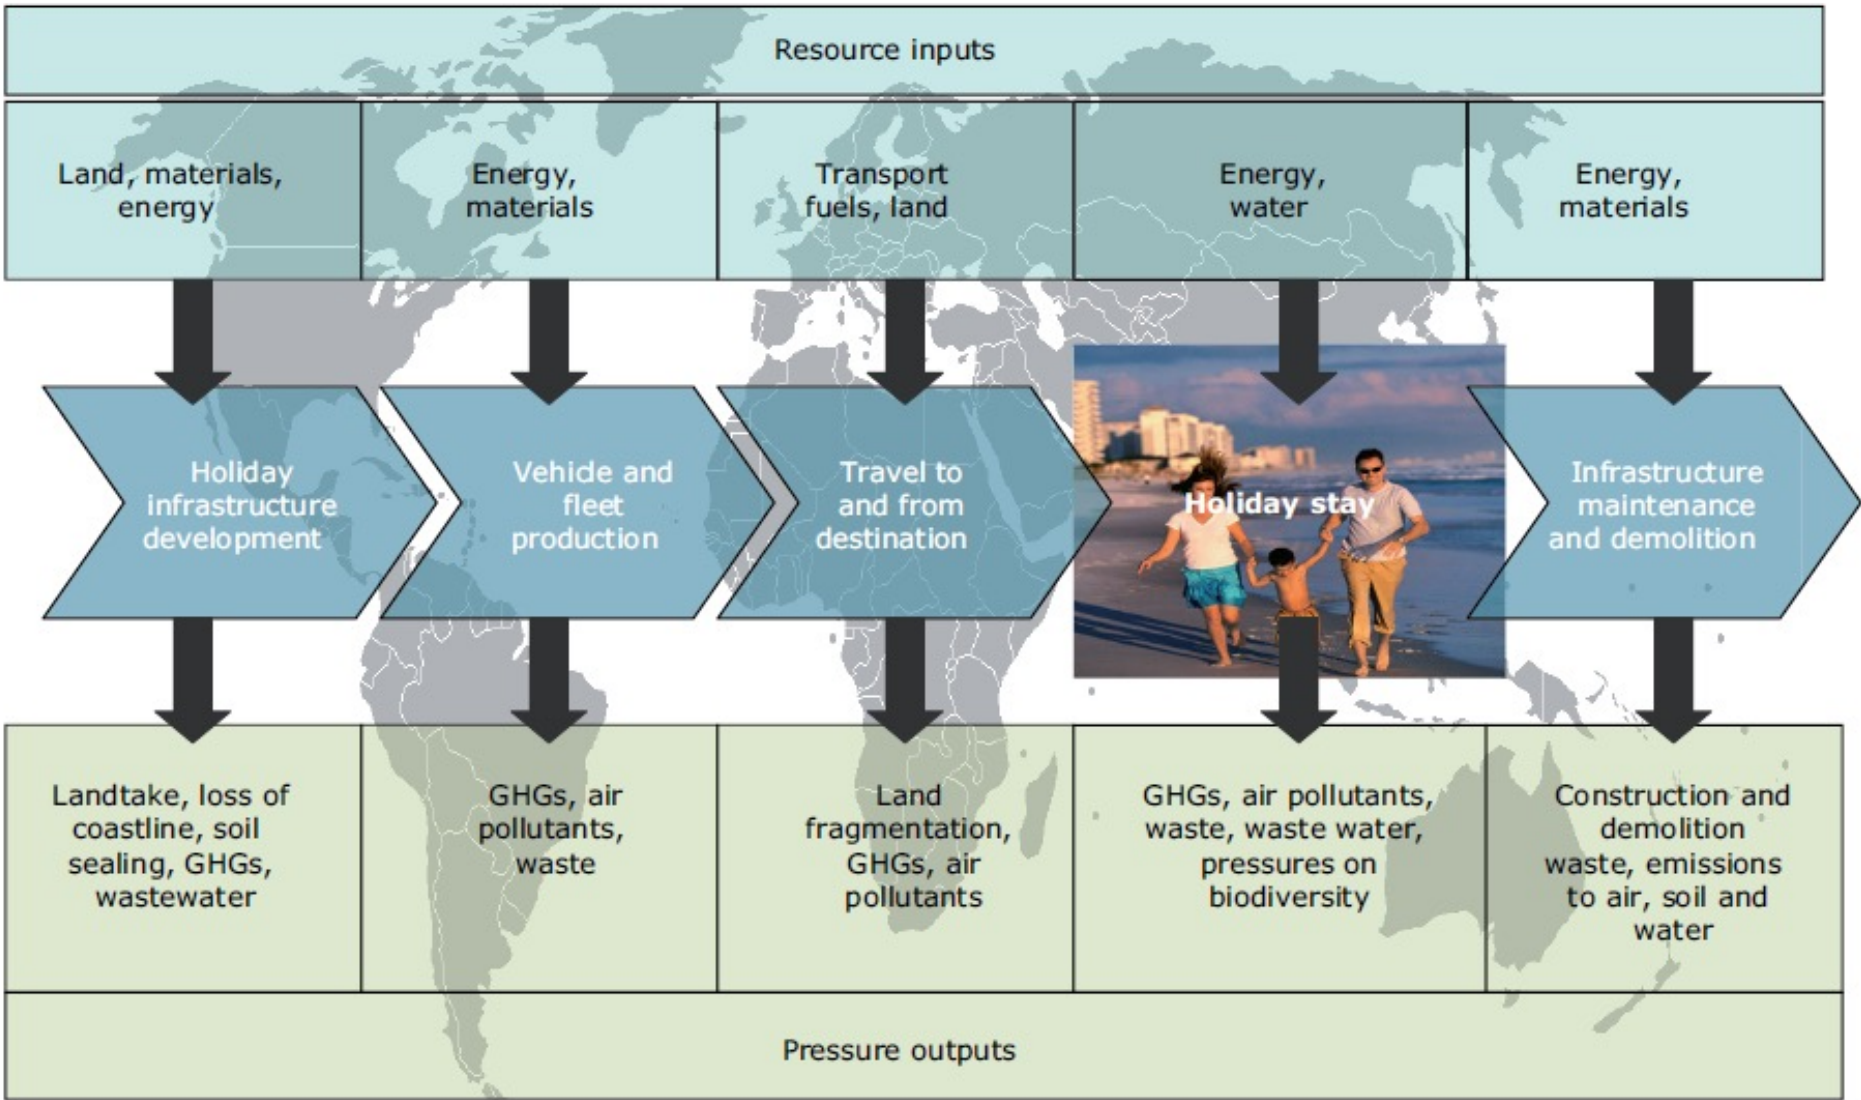 Resource inputs
Land, materials,
energy
Energy,
materials
Transport
fuels, land
Energy,
water
Energy,
materials
Holiday
infrastructure
development
Vehicle and
fleet
production
Travel to
and from
destination
Holiday stay
Infrastructure
maintenance
and demolition
Landtake, loss of
coastline, soil
sealing, GHGs,
wastewater
GHGs, air
pollutants,
waste
Land
fragmentation,
GHGs, air
pollutants
GHGs, air pollutants,
waste, waste water,
pressures on
biodiversity
Construction and
demolition
waste, emissions
to air, soil and
water
Pressure outputs